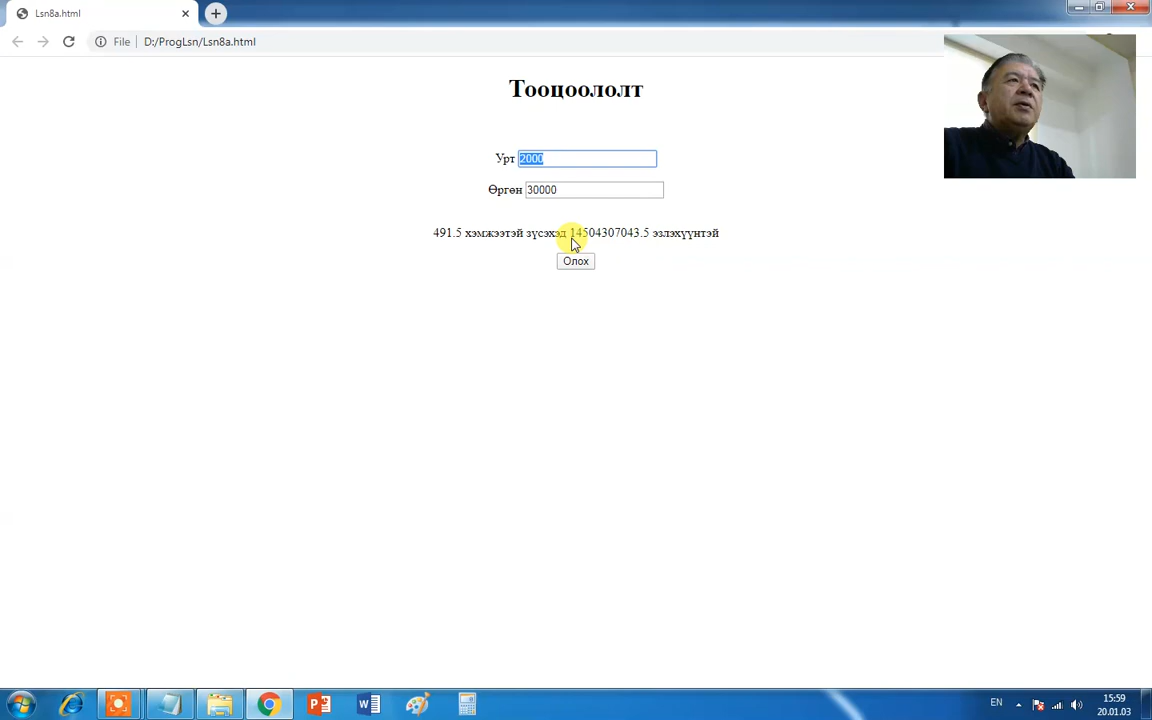 Lsn8a.html
File
D:/ProgLsn/Lsn8a.html
Тооцоололт
Урт 2000
Өргөн 30000
491.5 хэмжээтэй зүсэхэд 14504307043.5 эзлэхүүнтэй
Олох
EN
15:59
20.01.03